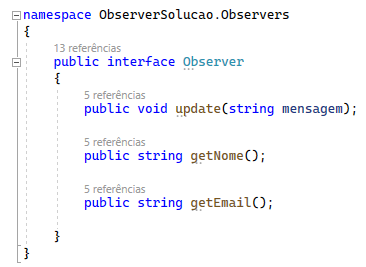 namespace ObserverSolucao.Observers
{
13 referências
public interface Observer
{
5 referências
public void update(string mensagem);
5 referências
public string getNome();
5 referências
public string getEmail();
}
}